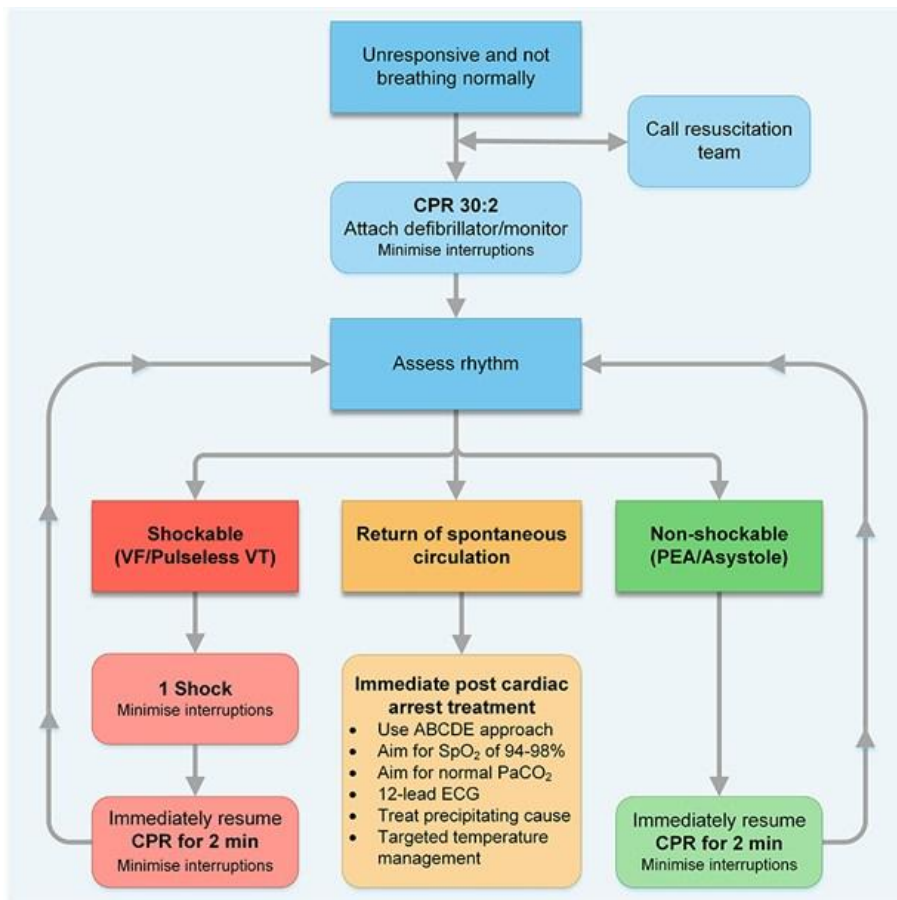 Unresponsive and not
breathing normally
Call resuscitation
team
CPR 30:2
Attach defibrillator/monitor
Minimise interruptions
Assess rhythm
Shockable
(VF/Pulseless VT)
Return of spontaneous
circulation
Non-shockable
(PEA/Asystole)
1 Shock
Minimise interruptions
Immediately resume
CPR for 2 min
Minimise interruptions
Immediate post cardiac
arrest treatment
• Use ABCDE approach
• Aim for SpO₂ of 94-98%
• Aim for normal PaCO₂
• 12-lead ECG
• Treat precipitating cause
• Targeted temperature
management
Immediately resume
CPR for 2 min
Minimise interruptions